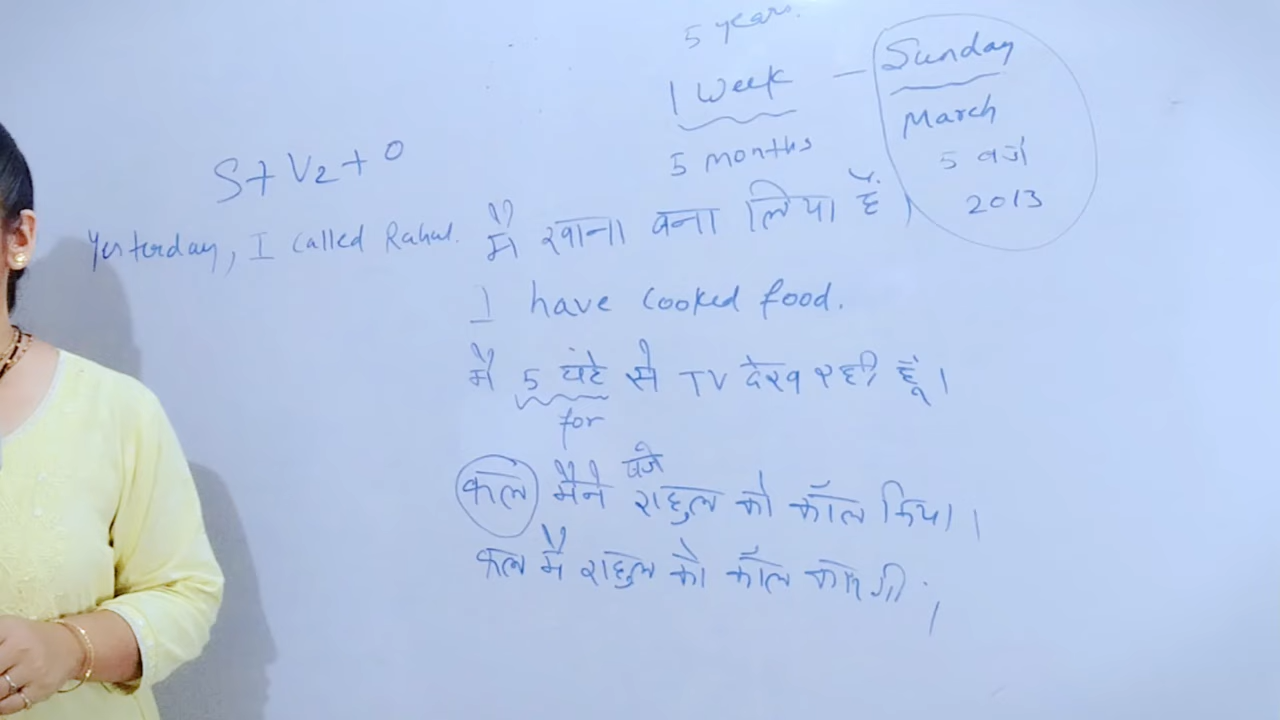 5 years.
1 Week — Sunday
5 months
March
5 बजे
2013
S + V2 + O
Yesterday, I called Rahul.
मैं खाना बना लिया है।
I have cooked food.
मैं 5 घंटे से TV देख रही हूँ।
for
बजे
कल मैंने राहुल को कॉल किया।
कल मैं राहुल को कॉल करूंगी।